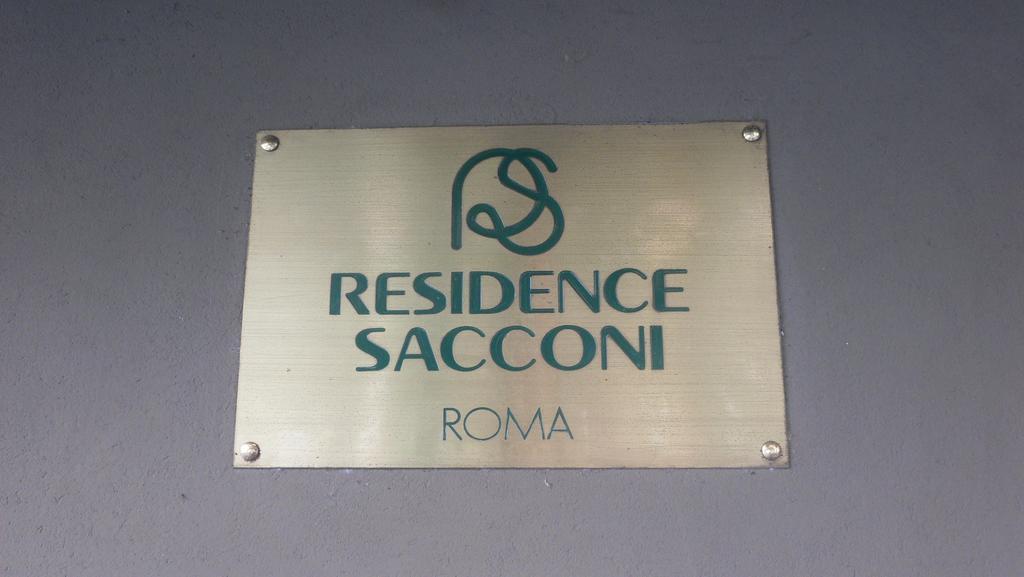 RS
RESIDENCE
SACCONI
ROMA